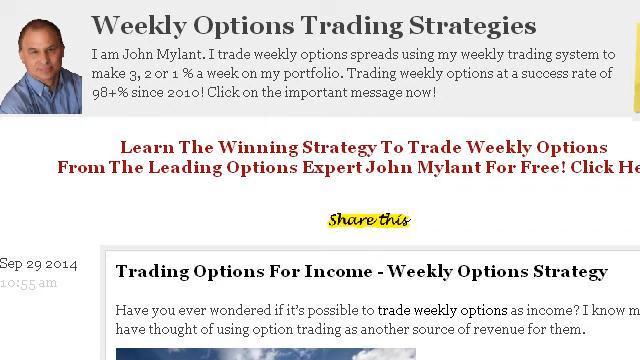 Weekly Options Trading Strategies
I am John Mylant. I trade weekly options spreads using my weekly trading system to
make 3, 2 or 1 % a week on my portfolio. Trading weekly options at a success rate of
98+% since 2010! Click on the important message now!
Learn The Winning Strategy To Trade Weekly Options
From The Leading Options Expert John Mylant For Free! Click He
Share this
Sep 29 2014
10:55 am
Trading Options For Income - Weekly Options Strategy
Have you ever wondered if it's possible to trade weekly options as income? I know m
have thought of using option trading as another source of revenue for them.